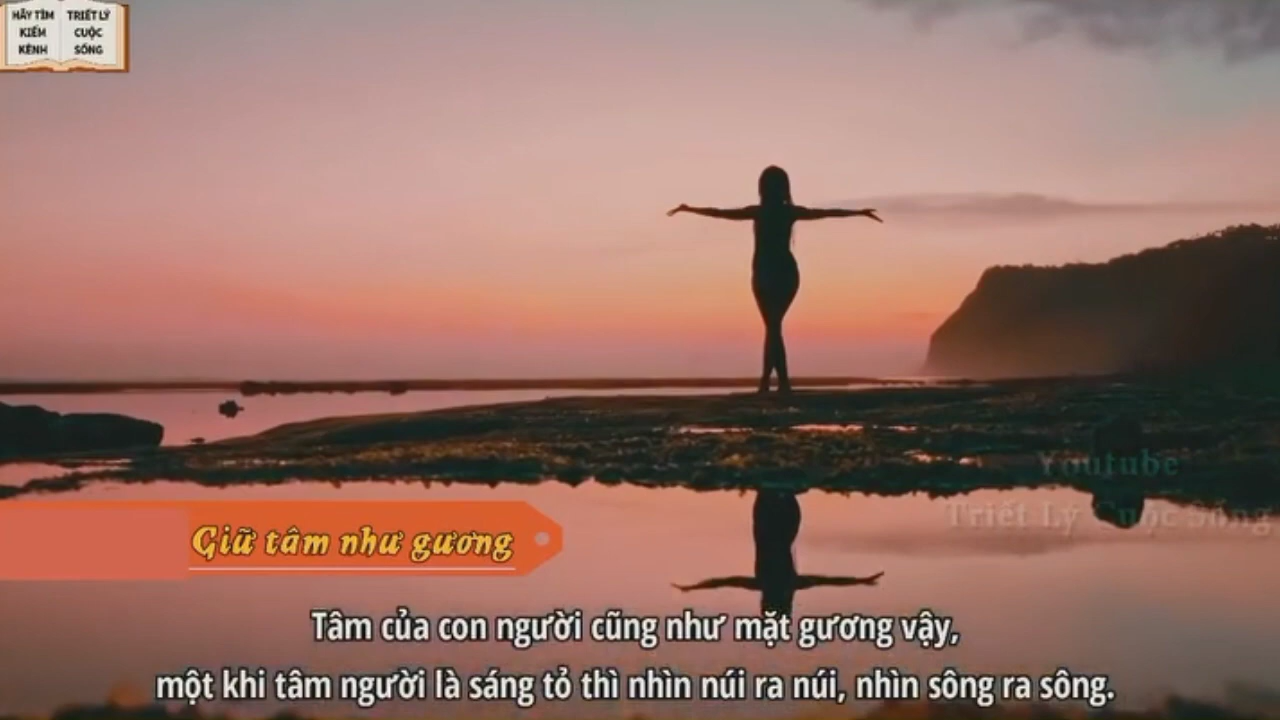 HÃY TÌM
KIẾM
KÊNH
TRIẾT LÝ
CUỘC
SỐNG
Youtube
Triết Lý Cuộc Sống
Giữ tâm như gương
Tâm của con người cũng như mặt gương vậy,
một khi tâm người là sáng tỏ thì nhìn núi ra núi, nhìn sông ra sông.